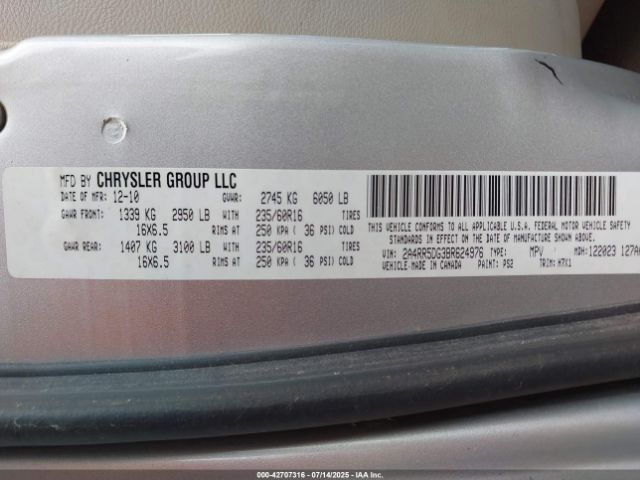 MFD BY CHRYSLER GROUP LLC
DATE OF MFR: 12-10 GVWR: 2745 KG 6050 LB
GAWR FRONT: 1339 KG 2950 LB WITH 235/60R16 TIRES
16X6.5 RIMS AT 250 KPA ( 36 PSI) COLD
GAWR REAR: 1407 KG 3100 LB WITH 235/60R16 TIRES
16X6.5 RIMS AT 250 KPA ( 36 PSI) COLD
THIS VEHICLE CONFORMS TO ALL APPLICABLE U.S.A. FEDERAL MOTOR VEHICLE SAFETY
STANDARDS IN EFFECT ON THE DATE OF MANUFACTURE SHOWN ABOVE.
VIN: 2A4RR5DG3BR624976 TYPE: MPV MDH: 122023
VEHICLE MADE IN CANADA PAINT: PS2 TRIM: H7X1
000-42707316 | 07/14/2025 | IAA Inc.